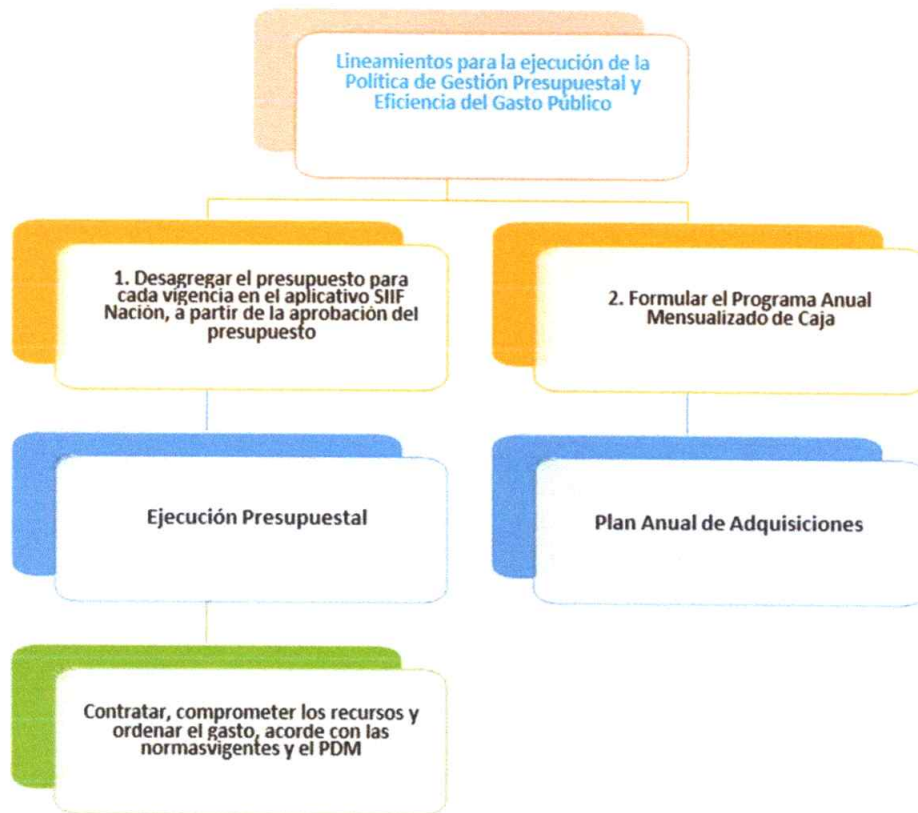 Lineamientos para la ejecución de la
Política de Gestión Presupuestal y
Eficiencia del Gasto Público
1. Desagregar el presupuesto para
cada vigencia en el aplicativo SIIF
Nación, a partir de la aprobación del
presupuesto
2. Formular el Programa Anual
Mensualizado de Caja
Ejecución Presupuestal
Plan Anual de Adquisiciones
Contratar, comprometer los recursos y
ordenar el gasto, acorde con las
normasvigentes y el PDM